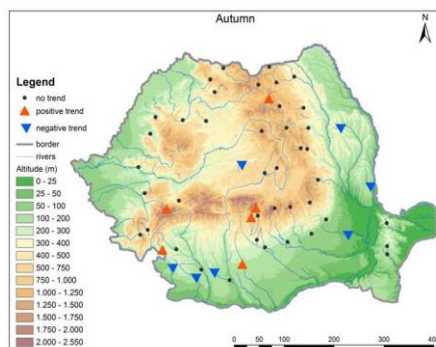 Autumn
N
Legend
no trend
positive trend
negative trend
border
rivers
Altitude (m)
0 - 25
25 - 50
50 - 100
100 - 200
200 - 300
300 - 400
400 - 500
500 - 750
750 - 1.000
1.000 - 1.250
1.250 - 1.500
1.500 - 1.750
1.750 - 2.000
2.000 - 2.550
0 50 100 200 300 400